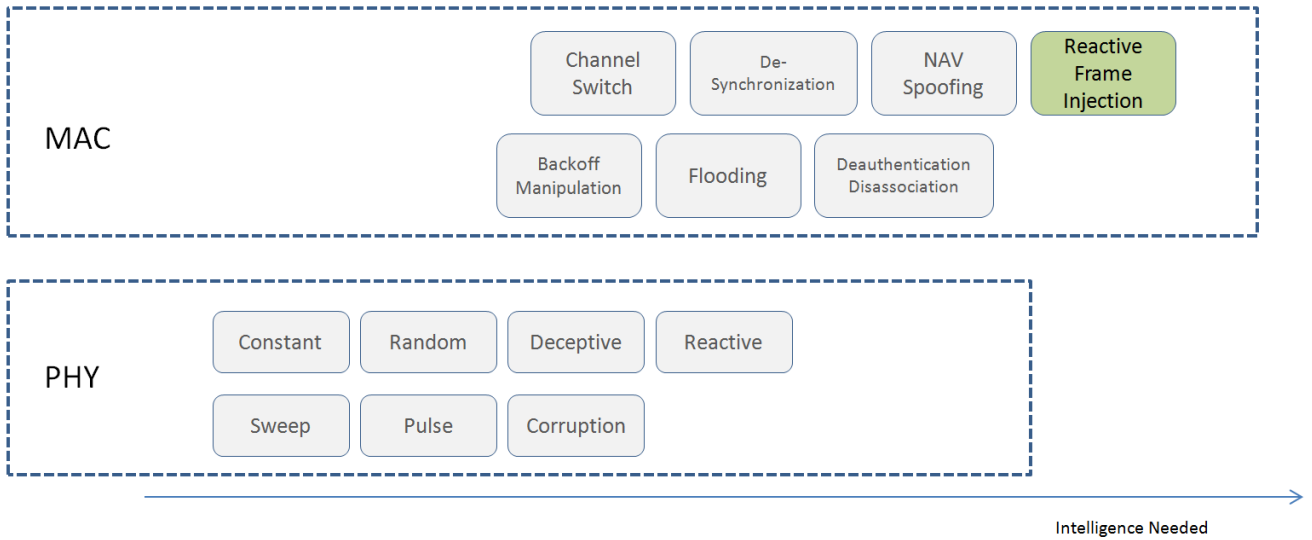 MAC
Channel
Switch
De-
Synchronization
NAV
Spoofing
Reactive
Frame
Injection
Backoff
Manipulation
Flooding
Deauthentication
Disassociation
PHY
Constant
Random
Deceptive
Reactive
Sweep
Pulse
Corruption
Intelligence Needed